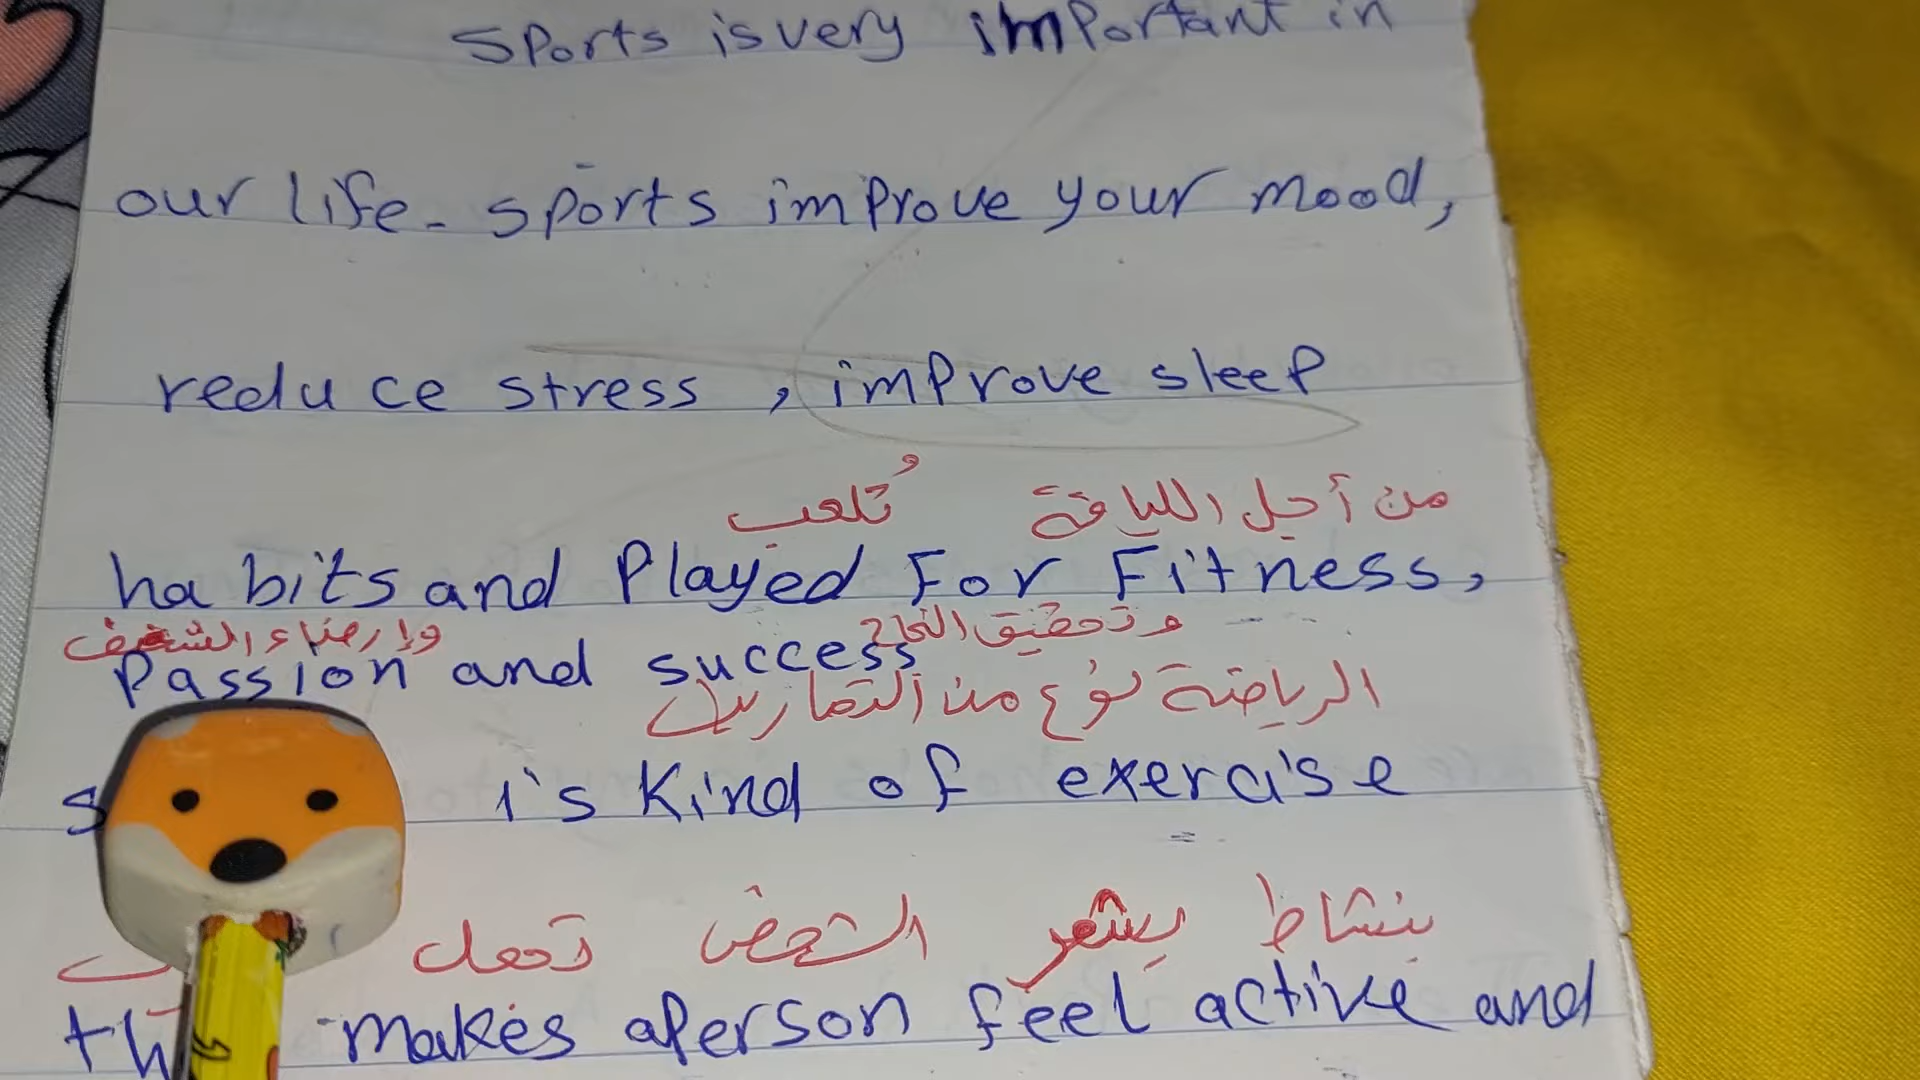 Sports is very important in
our life. sports improve your mood,
reduce stress, improve sleep
تُلعب من أجل اللياقة
habits and Played For Fitness,
وإرضاء الشغف وتحقيق النجاح
Passion and success
الرياضة نوع من التمارين
is Kind of exercise
تجعل الشخص يشعر بنشاط
makes a Person feel active and